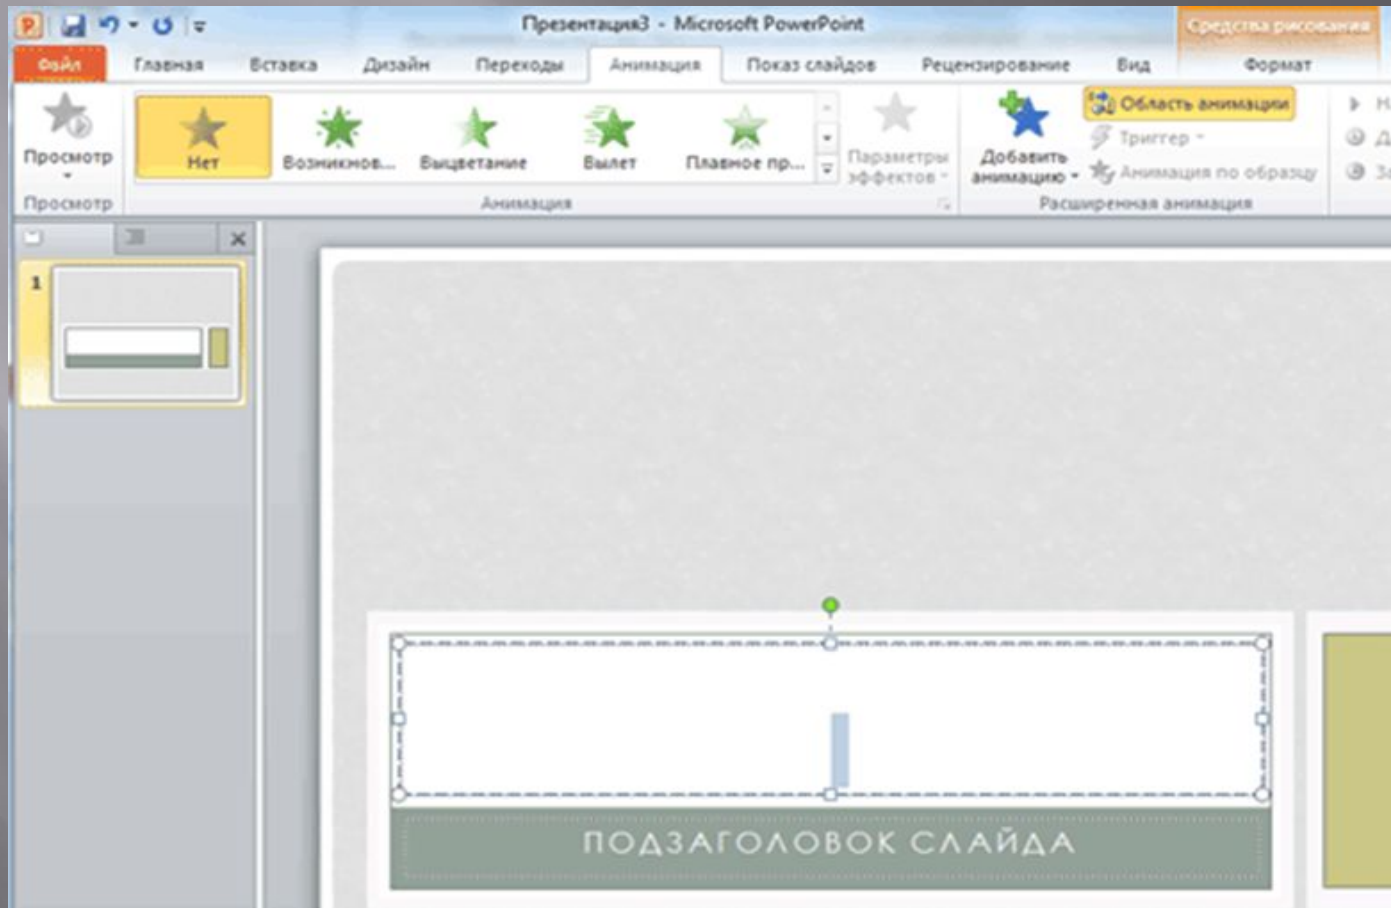 Презентация3 - Microsoft PowerPoint
Средства рисования
Файл Главная Вставка Дизайн Переходы Анимация Показ слайдов Рецензирование Вид Формат
Просмотр
Нет Возникнов... Выцветание Вылет Плавное пр...
Параметры эффектов
Добавить анимацию
Область анимации
Триггер
Анимация по образцу
Просмотр Анимация Расширенная анимация
1
ПОДЗАГОЛОВОК СЛАЙДА